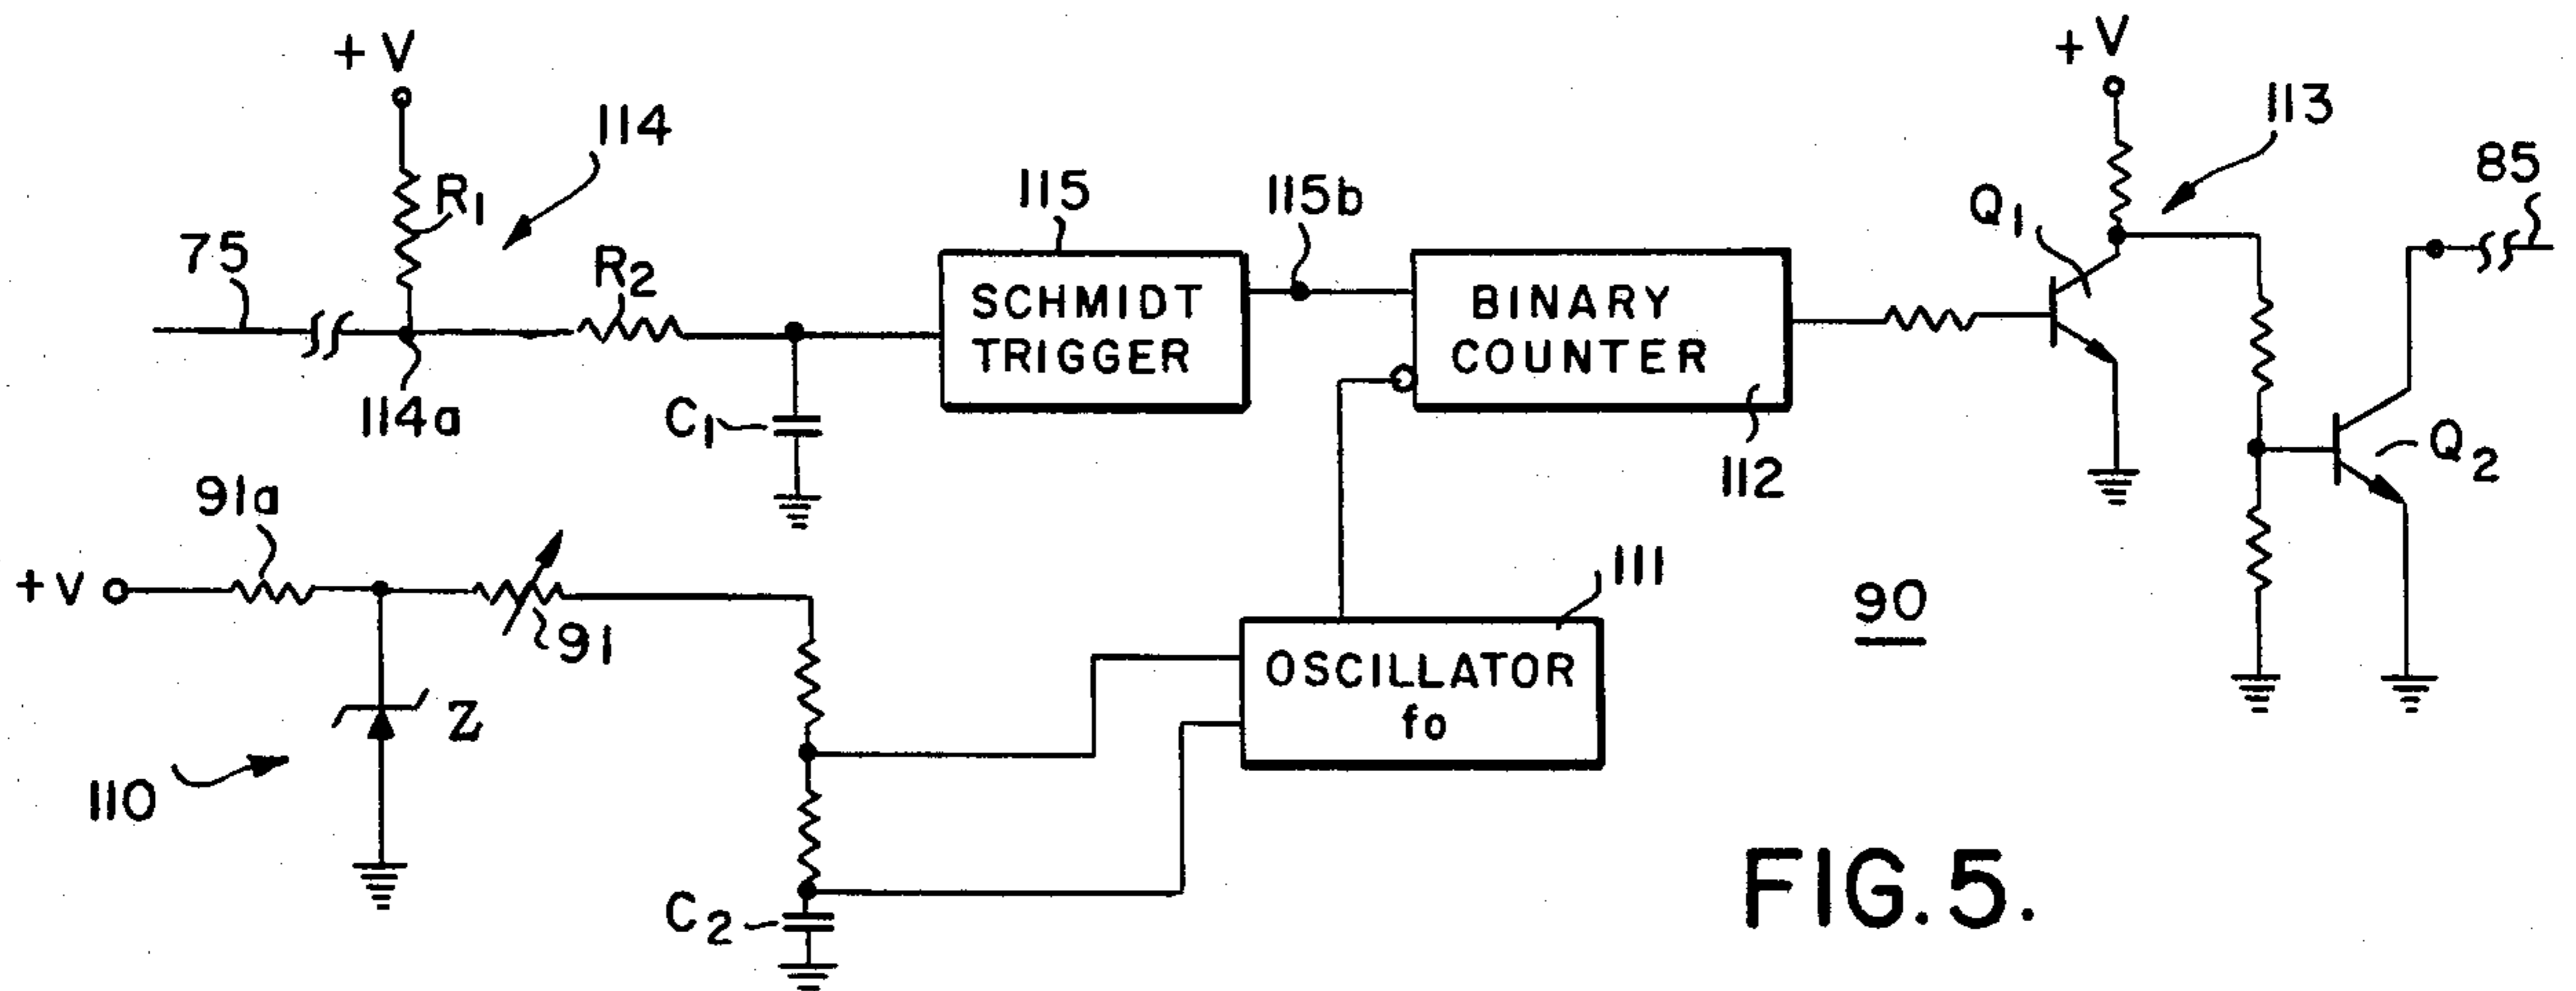 + V
+ V
114
113
R1
115
115b
Q1
85
75
R2
SCHMIDT
TRIGGER
BINARY
COUNTER
114a
C1
112
Q2
91a
111
+ V
91
OSCILLATOR
fo
90
Z
110
C2
FIG. 5.